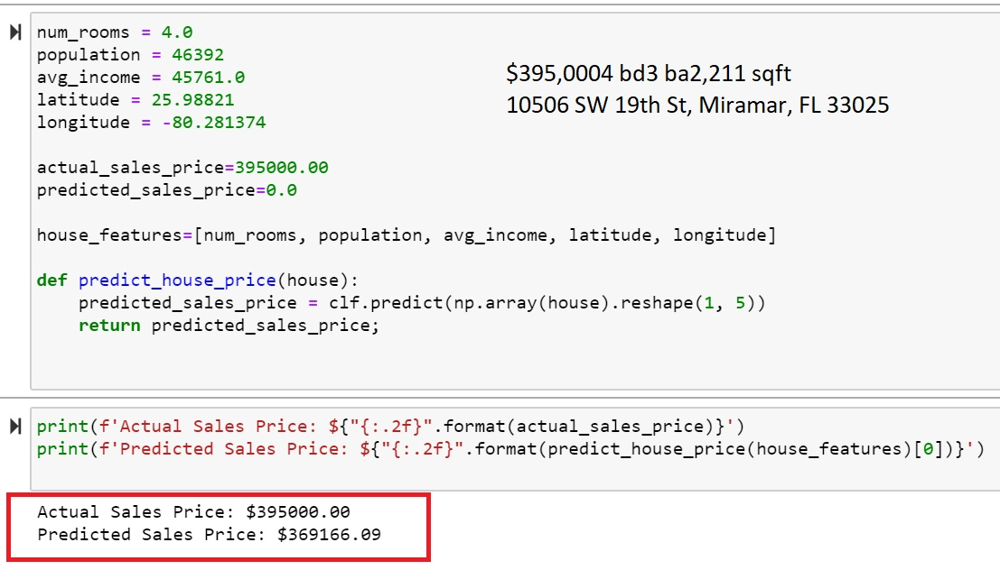 num_rooms = 4.0
population = 46392
avg_income = 45761.0
latitude = 25.98821
longitude = -80.281374
$395,0004 bd3 ba2,211 sqft
10506 SW 19th St, Miramar, FL 33025
actual_sales_price=395000.00
predicted_sales_price=0.0
house_features=[num_rooms, population, avg_income, latitude, longitude]
def predict_house_price(house):
    predicted_sales_price = clf.predict(np.array(house).reshape(1, 5))
    return predicted_sales_price;
print(f'Actual Sales Price: ${"{:.2f}".format(actual_sales_price)}')
print(f'Predicted Sales Price: ${"{:.2f}".format(predict_house_price(house_features)[0])}')
Actual Sales Price: $395000.00
Predicted Sales Price: $369166.09